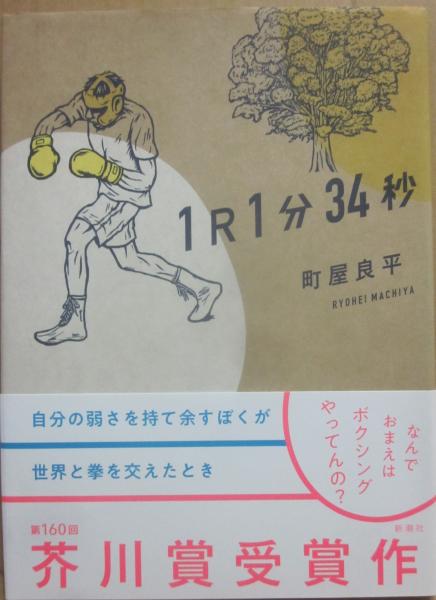 1R1分34秒
町屋良平
RYOHEI MACHIYA
なんで
おまえは
ボクシング
やってんの?
自分の弱さを持て余すぼくが
世界と拳を交えたとき
第160回
新潮社
芥川賞受賞作